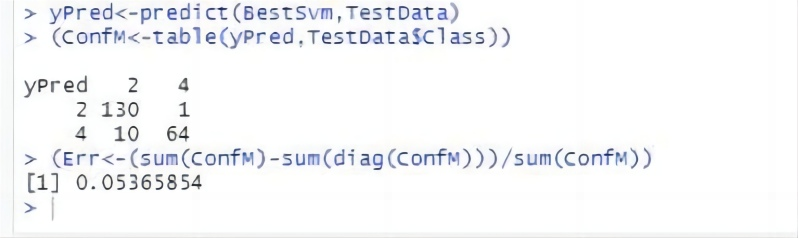 > yPred<-predict(BestSvm,TestData)
> (ConfM<-table(yPred,TestData$Class))
yPred 2 4
2 130 1
4 10 64
> (Err<-(sum(ConfM)-sum(diag(ConfM)))/sum(ConfM))
[1] 0.05365854
>